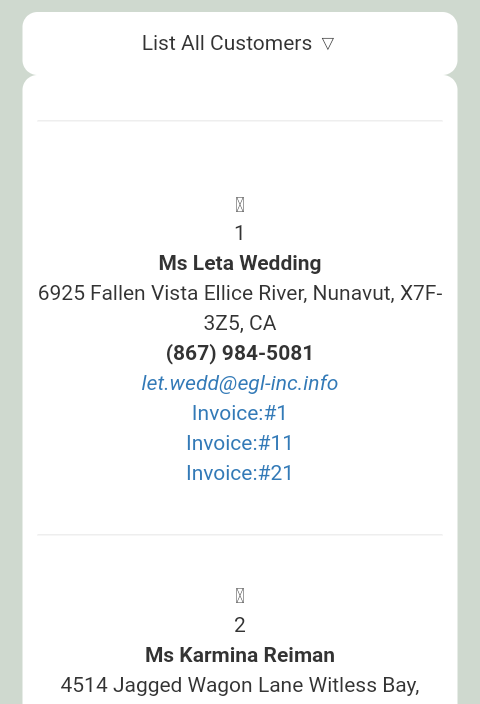 List All Customers ▽
1
Ms Leta Wedding
6925 Fallen Vista Ellice River, Nunavut, X7F-
3Z5, CA
(867) 984-5081
let.wedd@egl-inc.info
Invoice:#1
Invoice:#11
Invoice:#21
2
Ms Karmina Reiman
4514 Jagged Wagon Lane Witless Bay,